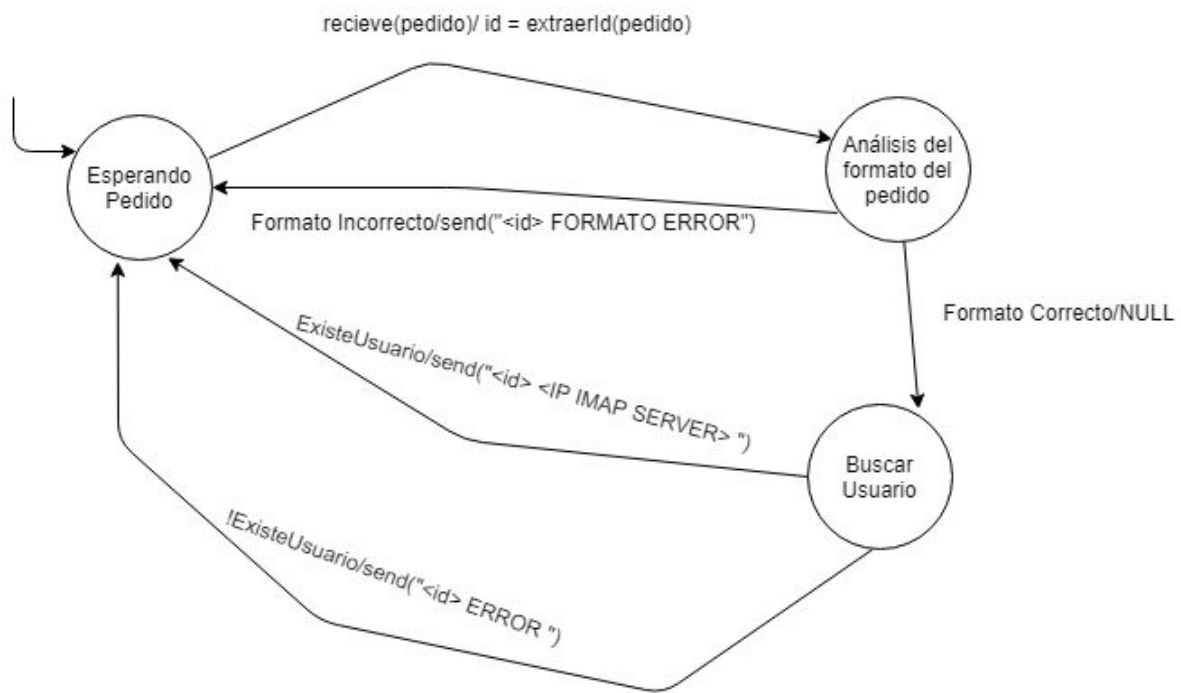 recieve(pedido)/ id = extraerId(pedido)
Análisis del
formato del
pedido
Esperando
Pedido
Formato Incorrecto/send("<id> FORMATO ERROR")
Formato Correcto/NULL
ExisteUsuario/send("<id> <IP IMAP SERVER> ")
Buscar
Usuario
!ExisteUsuario/send("<id> ERROR ")